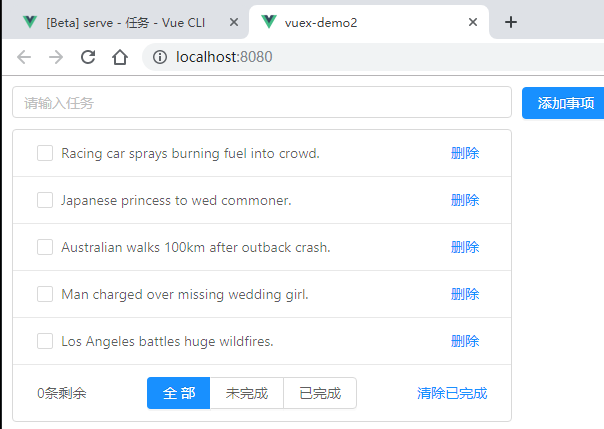 [Beta] serve - 任务 - Vue CLI
vuex-demo2
localhost:8080
请输入任务 添加事项
Racing car sprays burning fuel into crowd. 删除
Japanese princess to wed commoner. 删除
Australian walks 100km after outback crash. 删除
Man charged over missing wedding girl. 删除
Los Angeles battles huge wildfires. 删除
0条剩余 全 部 未完成 已完成 清除已完成